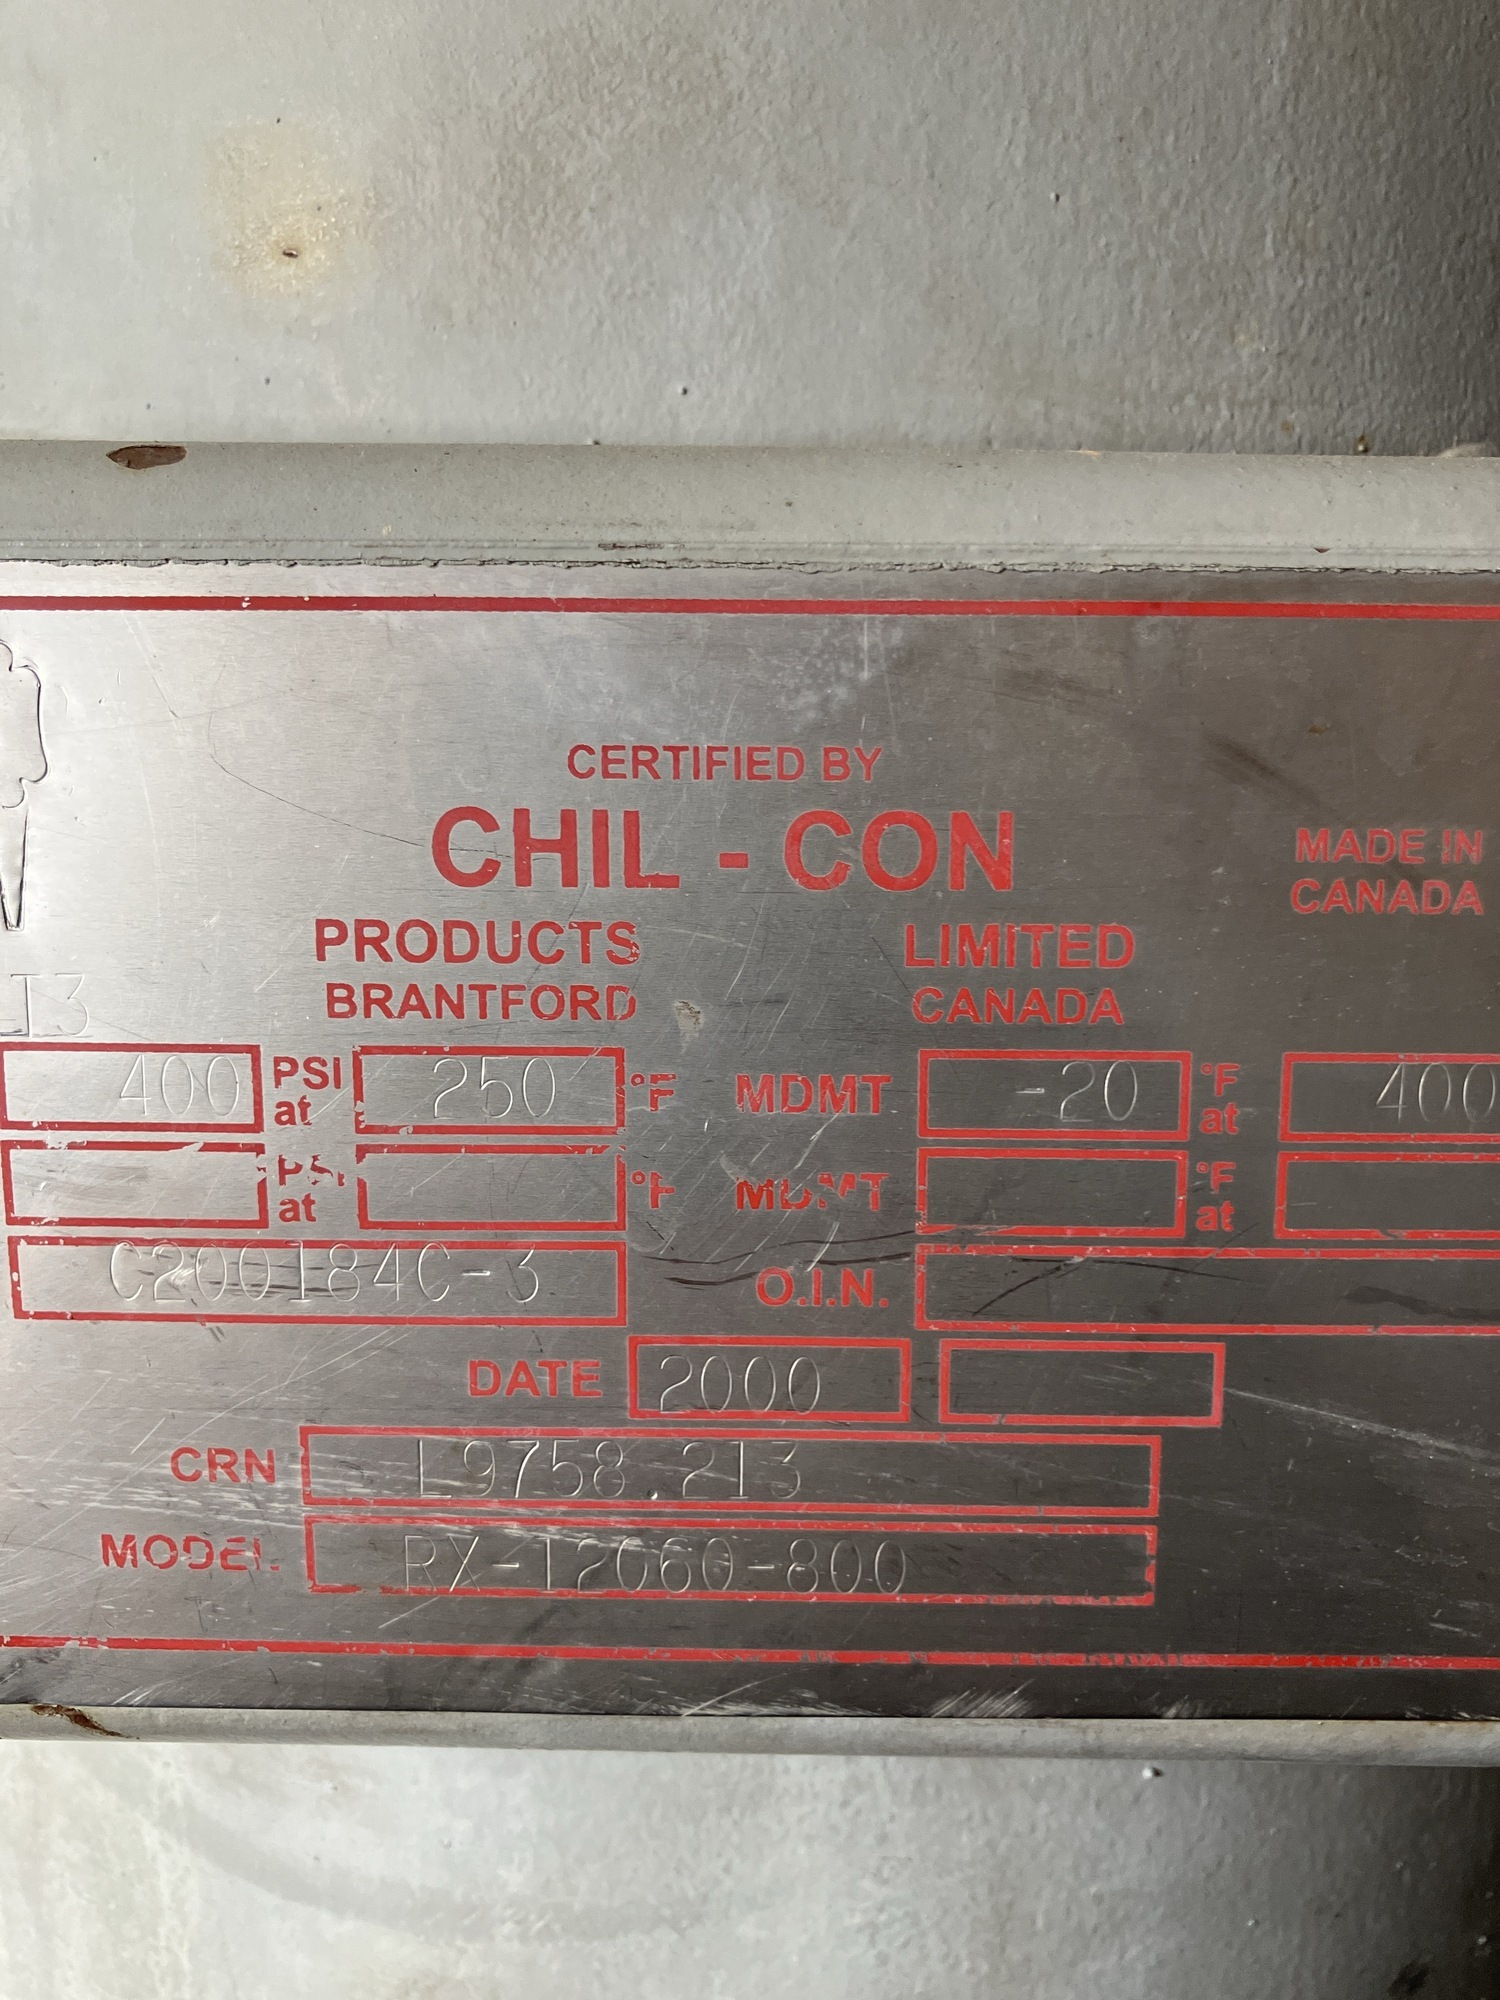 CERTIFIED BY
CHIL - CON
MADE IN
CANADA
PRODUCTS LIMITED
BRANTFORD CANADA
400 PSI at 250 °F MDMT -20 °F at 400
PSI at °F MDMT °F at
C200184C-3 O.I.N.
DATE 2000
CRN L9758.213
MODEL RX-12060-800